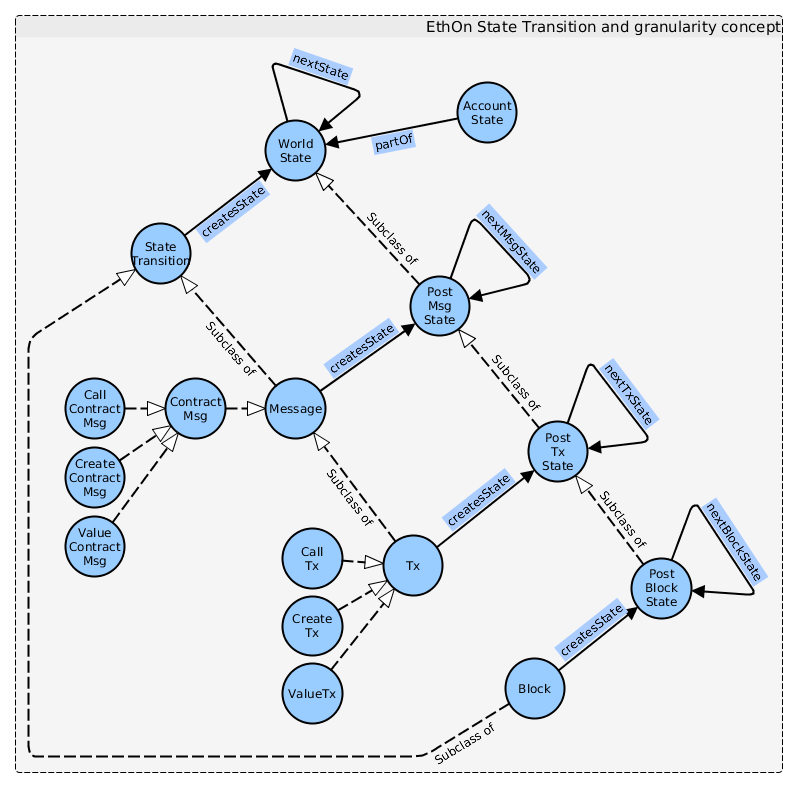 EthOn State Transition and granularity concept
nextState
Account
State
World
State
partOf
createsState
Subclass of
nextMsgState
State
Transition
Post
Msg
State
Subclass of
createsState
Subclass of
nextTxState
Call
Contract
Msg
Contract
Msg
Message
Create
Contract
Msg
Post
Tx
State
Subclass of
createsState
Subclass of
nextBlockState
Value
Contract
Msg
Call
Tx
Tx
Post
Block
State
Create
Tx
createsState
ValueTx
Block
Subclass of